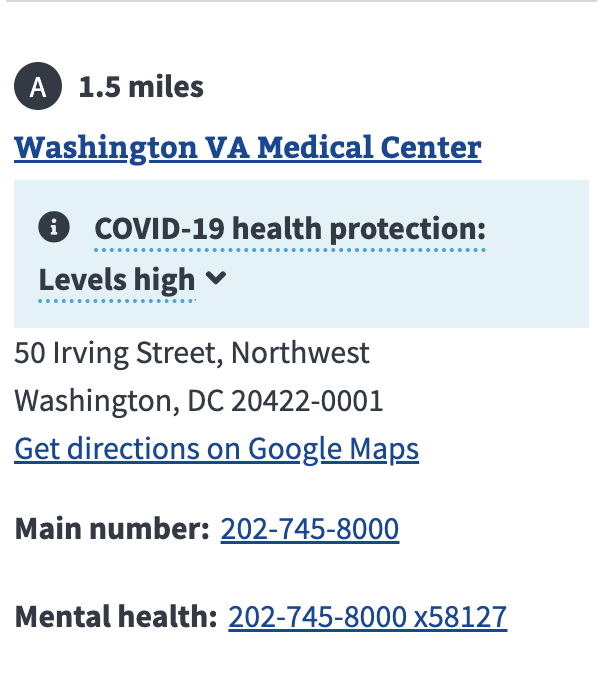 A 1.5 miles
Washington VA Medical Center
COVID-19 health protection:
Levels high
50 Irving Street, Northwest
Washington, DC 20422-0001
Get directions on Google Maps
Main number: 202-745-8000
Mental health: 202-745-8000 x58127